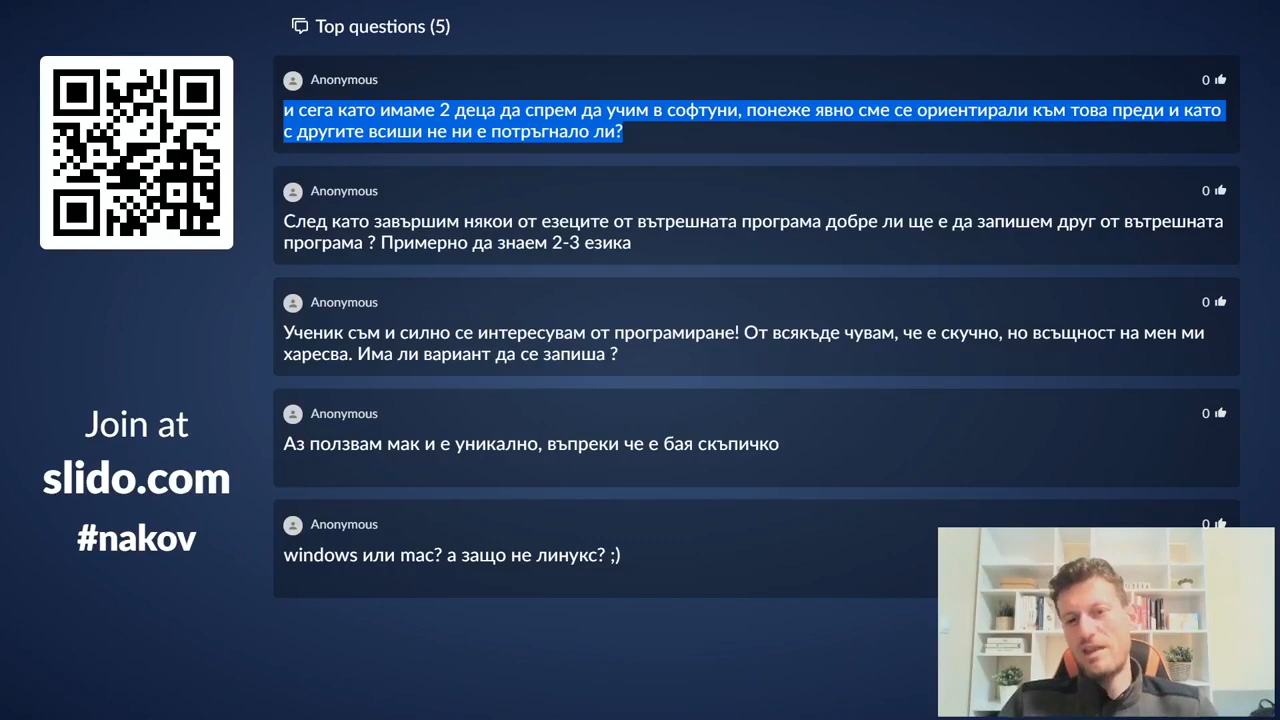 Top questions (5)
Anonymous
0
и сега като имаме 2 деца да спрем да учим в софтуни, понеже явно сме се ориентирали към това преди и като
с другите всиши не ни е потръгнало ли?
Anonymous
0
След като завършим някои от езеците от вътрешната програма добре ли ще е да запишем друг от вътрешната
програма ? Примерно да знаем 2-3 езика
Anonymous
0
Ученик съм и силно се интересувам от програмиране! От всякъде чувам, че е скучно, но всъщност на мен ми
харесва. Има ли вариант да се запиша ?
Anonymous
0
Аз ползвам мак и е уникално, въпреки че е бая скъпичко
Anonymous
0
windows или mac? а защо не линукс? ;)
Join at
slido.com
#nakov